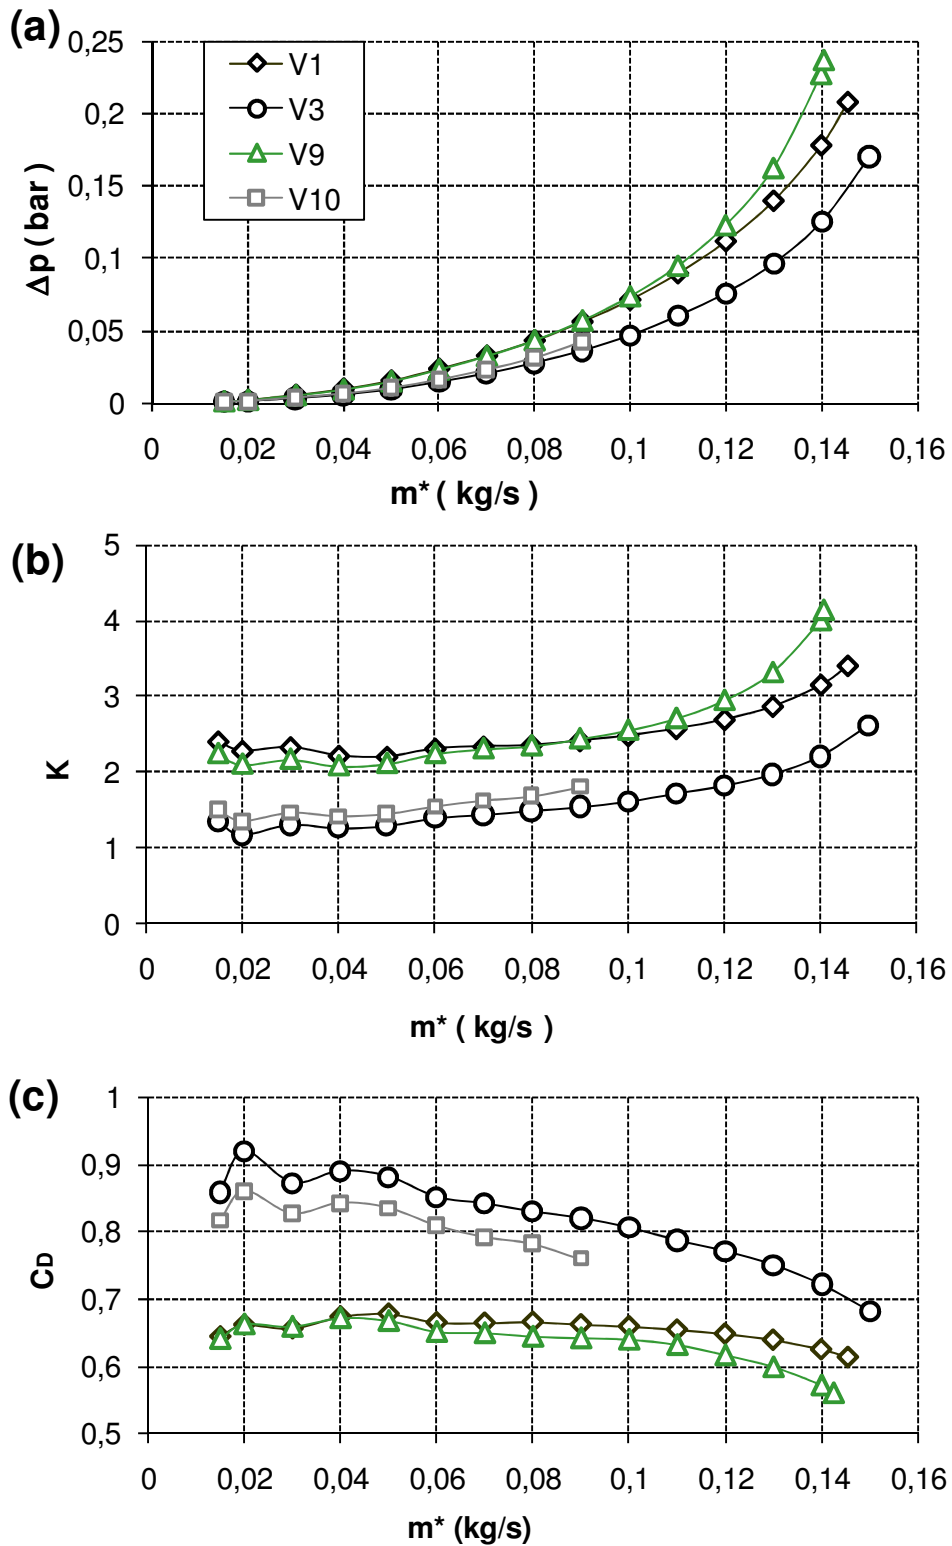 (a)
0,25
0,2
0,15
0,1
0,05
0
Δp ( bar )
V1
V3
V9
V10
0 0,02 0,04 0,06 0,08 0,1 0,12 0,14 0,16
m* ( kg/s )
(b)
5
4
3
2
1
0
K
0 0,02 0,04 0,06 0,08 0,1 0,12 0,14 0,16
m* ( kg/s )
(c)
1
0,9
0,8
0,7
0,6
0,5
CD
0 0,02 0,04 0,06 0,08 0,1 0,12 0,14 0,16
m* (kg/s)